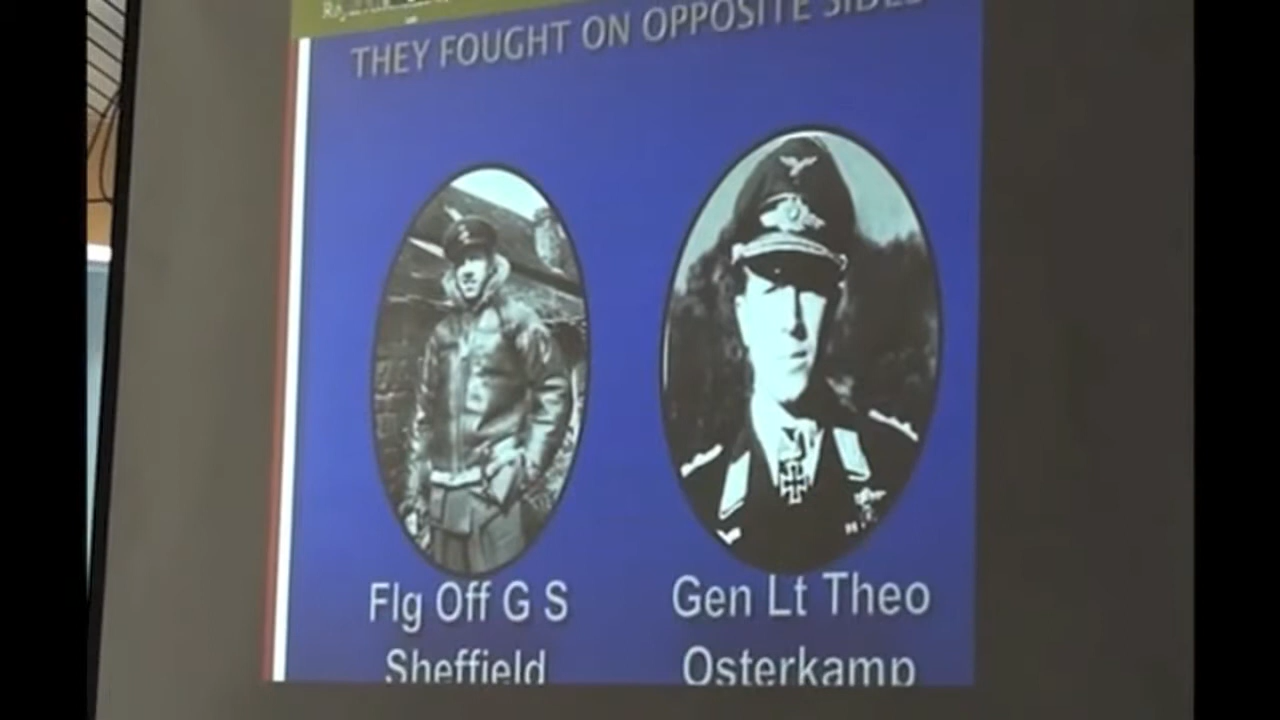 THEY FOUGHT ON OPPOSITE SIDES
Flg Off G S
Sheffield
Gen Lt Theo
Osterkamp